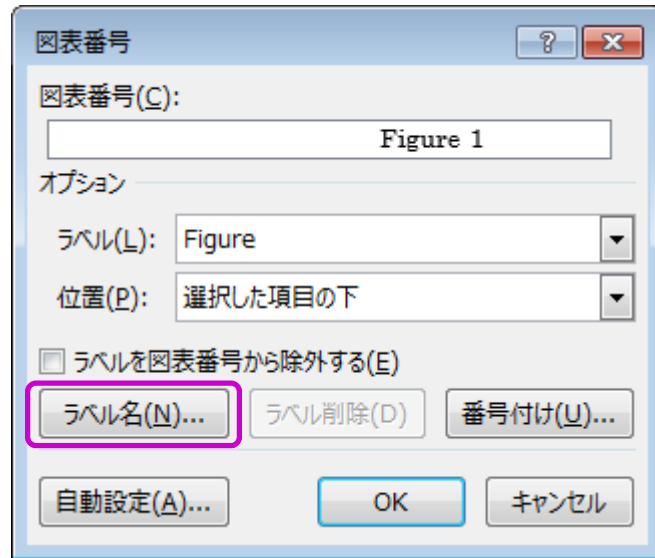 図表番号
図表番号(C):
Figure 1
オプション
ラベル(L): Figure
位置(P): 選択した項目の下
ラベルを図表番号から除外する(E)
ラベル名(N)... ラベル削除(D) 番号付け(U)...
自動設定(A)... OK キャンセル